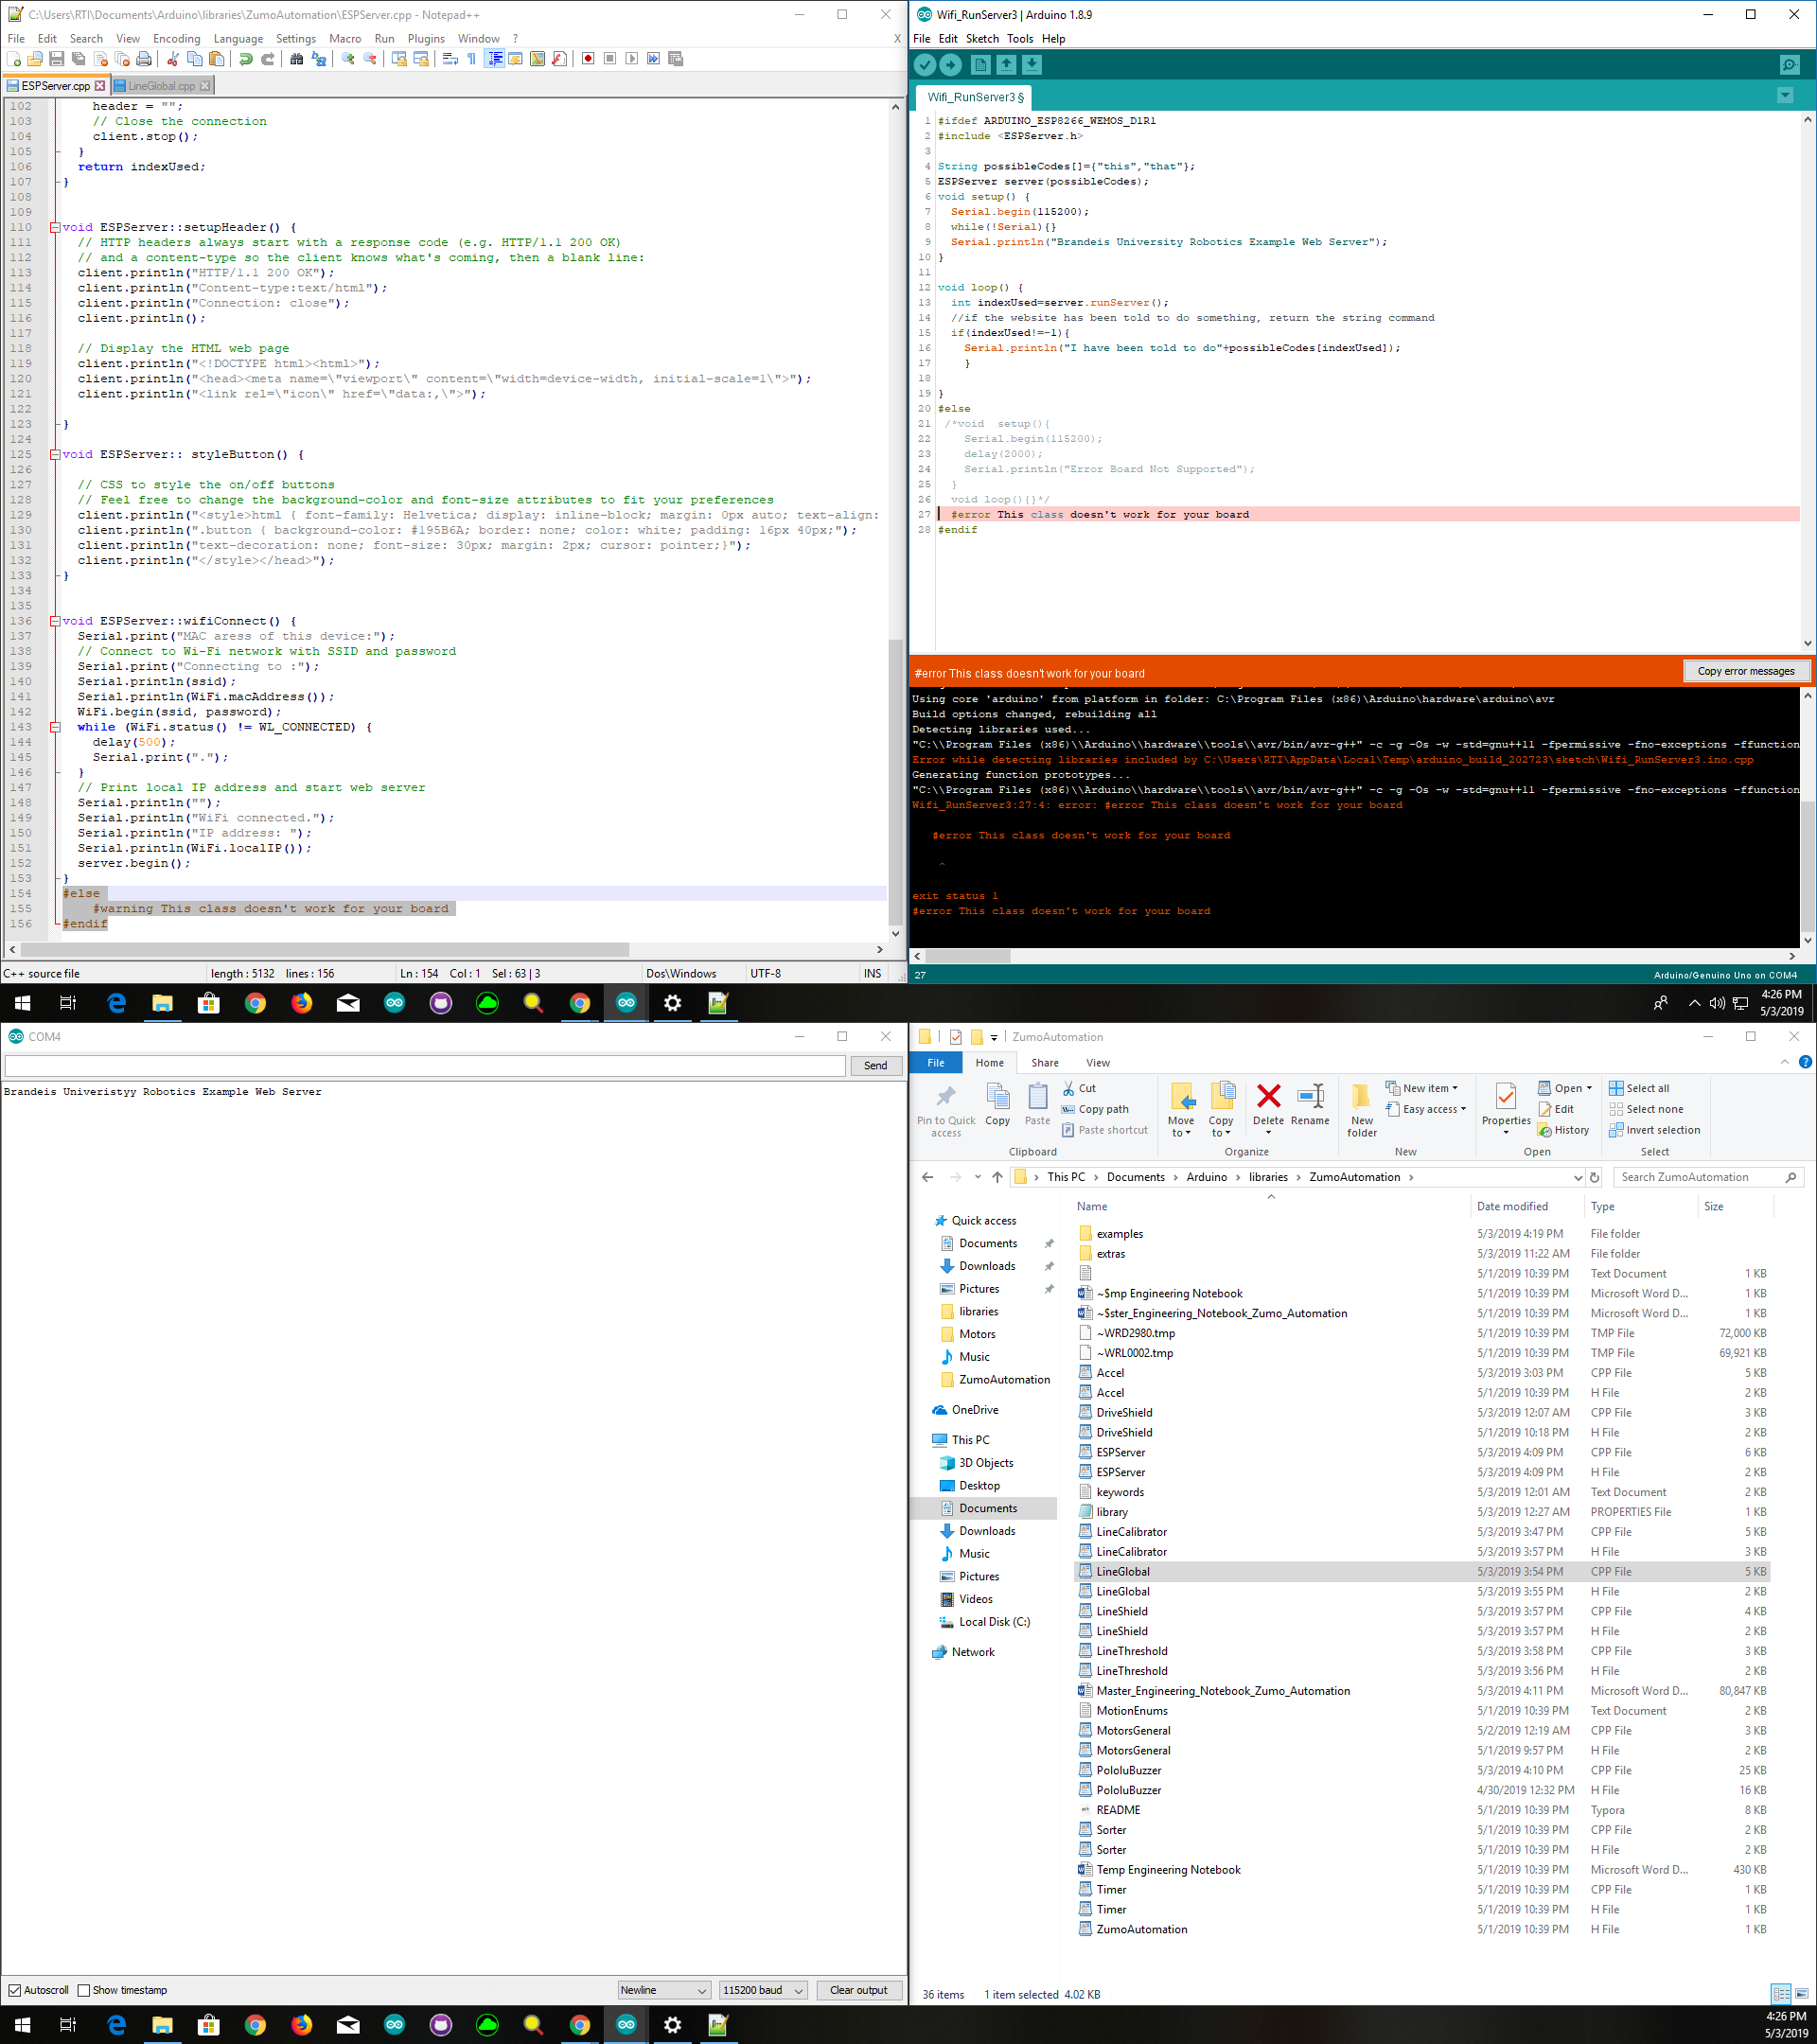 C:\Users\RTI\Documents\Arduino\libraries\ZumoAutomation\ESPServer.cpp - Notepad++
File Edit Search View Encoding Language Settings Macro Run Plugins Window ? X
ESPServer.cpp LineGlobal.cpp
102 header = "";
103 // Close the connection
104 client.stop();
105 }
106 return indexUsed;
107 }
108
109
110 void ESPServer::setupHeader() {
111 // HTTP headers always start with a response code (e.g. HTTP/1.1 200 OK)
112 // and a content-type so the client knows what's coming, then a blank line:
113 client.println("HTTP/1.1 200 OK");
114 client.println("Content-type:text/html");
115 client.println("Connection: close");
116 client.println();
117
118 // Display the HTML web page
119 client.println("<!DOCTYPE html><html>");
120 client.println("<head><meta name=\"viewport\" content=\"width=device-width, initial-scale=1\">");
121 client.println("<link rel=\"icon\" href=\"data:,\">");
122
123 }
124
125 void ESPServer:: styleButton() {
126
127 // CSS to style the on/off buttons
128 // Feel free to change the background-color and font-size attributes to fit your preferences
129 client.println("<style>html { font-family: Helvetica; display: inline-block; margin: 0px auto; text-align:
130 client.println(".button { background-color: #195B6A; border: none; color: white; padding: 16px 40px;");
131 client.println("text-decoration: none; font-size: 30px; margin: 2px; cursor: pointer;}");
132 client.println("</style></head>");
133 }
134
135
136 void ESPServer::wifiConnect() {
137 Serial.print("MAC aress of this device:");
138 // Connect to Wi-Fi network with SSID and password
139 Serial.print("Connecting to :");
140 Serial.println(ssid);
141 Serial.println(WiFi.macAddress());
142 WiFi.begin(ssid, password);
143 while (WiFi.status() != WL_CONNECTED) {
144 delay(500);
145 Serial.print(".");
146 }
147 // Print local IP address and start web server
148 Serial.println("");
149 Serial.println("WiFi connected.");
150 Serial.println("IP address: ");
151 Serial.println(WiFi.localIP());
152 server.begin();
153 }
154 #else
155 #warning This class doesn't work for your board
156 #endif
C++ source file length : 5132 lines : 156 Ln : 154 Col : 1 Sel : 63 | 3 Dos\Windows UTF-8 INS
Wifi_RunServer3 | Arduino 1.8.9
File Edit Sketch Tools Help
Wifi_RunServer3 §
1 #ifdef ARDUINO_ESP8266_WEMOS_D1R1
2 #include <ESPServer.h>
3
4 String possibleCodes[]={"this","that"};
5 ESPServer server(possibleCodes);
6 void setup() {
7 Serial.begin(115200);
8 while(!Serial){}
9 Serial.println("Brandeis University Robotics Example Web Server");
10 }
11
12 void loop() {
13 int indexUsed=server.runServer();
14 //if the website has been told to do something, return the string command
15 if(indexUsed!=-1){
16 Serial.println("I have been told to do"+possibleCodes[indexUsed]);
17 }
18
19 }
20 #else
21 /*void setup(){
22 Serial.begin(115200);
23 delay(2000);
24 Serial.println("Error Board Not Supported");
25 }
26 void loop(){}*/
27 #error This class doesn't work for your board
28 #endif
#error This class doesn't work for your board Copy error messages
Using core 'arduino' from platform in folder: C:\Program Files (x86)\Arduino\hardware\arduino\avr
Build options changed, rebuilding all
Detecting libraries used...
"C:\\Program Files (x86)\\Arduino\\hardware\\tools\\avr/bin/avr-g++" -c -g -Os -w -std=gnu++11 -fpermissive -fno-exceptions -ffunction
Error while detecting libraries included by C:\Users\RTI\AppData\Local\Temp\arduino_build_202723\sketch\Wifi_RunServer3.ino.cpp
Generating function prototypes...
"C:\\Program Files (x86)\\Arduino\\hardware\\tools\\avr/bin/avr-g++" -c -g -Os -w -std=gnu++11 -fpermissive -fno-exceptions -ffunction
Wifi_RunServer3:27:4: error: #error This class doesn't work for your board
#error This class doesn't work for your board
^
exit status 1
#error This class doesn't work for your board
27 Arduino/Genuino Uno on COM4
4:26 PM
5/3/2019
COM4
Send
Brandeis Univeristyy Robotics Example Web Server
Autoscroll Show timestamp Newline 115200 baud Clear output
ZumoAutomation
File Home Share View
Pin to Quick access Copy Paste Cut Copy path Paste shortcut
Move to Copy to Delete Rename New folder New item Easy access
Properties Open Edit History Select all Select none Invert selection
Clipboard Organize New Open Select
This PC Documents Arduino libraries ZumoAutomation Search ZumoAutomation
Quick access
Documents
Downloads
Pictures
libraries
Motors
Music
ZumoAutomation
OneDrive
This PC
3D Objects
Desktop
Documents
Downloads
Music
Pictures
Videos
Local Disk (C:)
Network
Name Date modified Type Size
examples 5/3/2019 4:19 PM File folder
extras 5/3/2019 11:22 AM File folder
5/1/2019 10:39 PM Text Document 1 KB
~$mp Engineering Notebook 5/1/2019 10:39 PM Microsoft Word D... 1 KB
~$ster_Engineering_Notebook_Zumo_Automation 5/1/2019 10:39 PM Microsoft Word D... 1 KB
~WRD2980.tmp 5/1/2019 10:39 PM TMP File 72,000 KB
~WRL0002.tmp 5/1/2019 10:39 PM TMP File 69,921 KB
Accel 5/3/2019 3:03 PM CPP File 5 KB
Accel 5/1/2019 10:39 PM H File 2 KB
DriveShield 5/3/2019 12:07 AM CPP File 3 KB
DriveShield 5/1/2019 10:18 PM H File 2 KB
ESPServer 5/3/2019 4:09 PM CPP File 6 KB
ESPServer 5/3/2019 4:09 PM H File 2 KB
keywords 5/3/2019 12:01 AM Text Document 2 KB
library 5/3/2019 12:27 AM PROPERTIES File 1 KB
LineCalibrator 5/3/2019 3:47 PM CPP File 5 KB
LineCalibrator 5/3/2019 3:57 PM H File 3 KB
LineGlobal 5/3/2019 3:54 PM CPP File 5 KB
LineGlobal 5/3/2019 3:55 PM H File 2 KB
LineShield 5/3/2019 3:57 PM CPP File 4 KB
LineShield 5/3/2019 3:57 PM H File 2 KB
LineThreshold 5/3/2019 3:58 PM CPP File 3 KB
LineThreshold 5/3/2019 3:56 PM H File 2 KB
Master_Engineering_Notebook_Zumo_Automation 5/3/2019 4:11 PM Microsoft Word D... 80,847 KB
MotionEnums 5/1/2019 10:39 PM Text Document 2 KB
MotorsGeneral 5/2/2019 12:19 AM CPP File 3 KB
MotorsGeneral 5/1/2019 9:57 PM H File 2 KB
PololuBuzzer 5/3/2019 4:10 PM CPP File 25 KB
PololuBuzzer 4/30/2019 12:32 PM H File 16 KB
README 5/1/2019 10:39 PM Typora 8 KB
Sorter 5/1/2019 10:39 PM CPP File 2 KB
Sorter 5/1/2019 10:39 PM H File 2 KB
Temp Engineering Notebook 5/1/2019 10:39 PM Microsoft Word D... 430 KB
Timer 5/1/2019 10:39 PM CPP File 1 KB
Timer 5/1/2019 10:39 PM H File 1 KB
ZumoAutomation 5/1/2019 10:39 PM H File 1 KB
36 items 1 item selected 4.02 KB
4:26 PM
5/3/2019